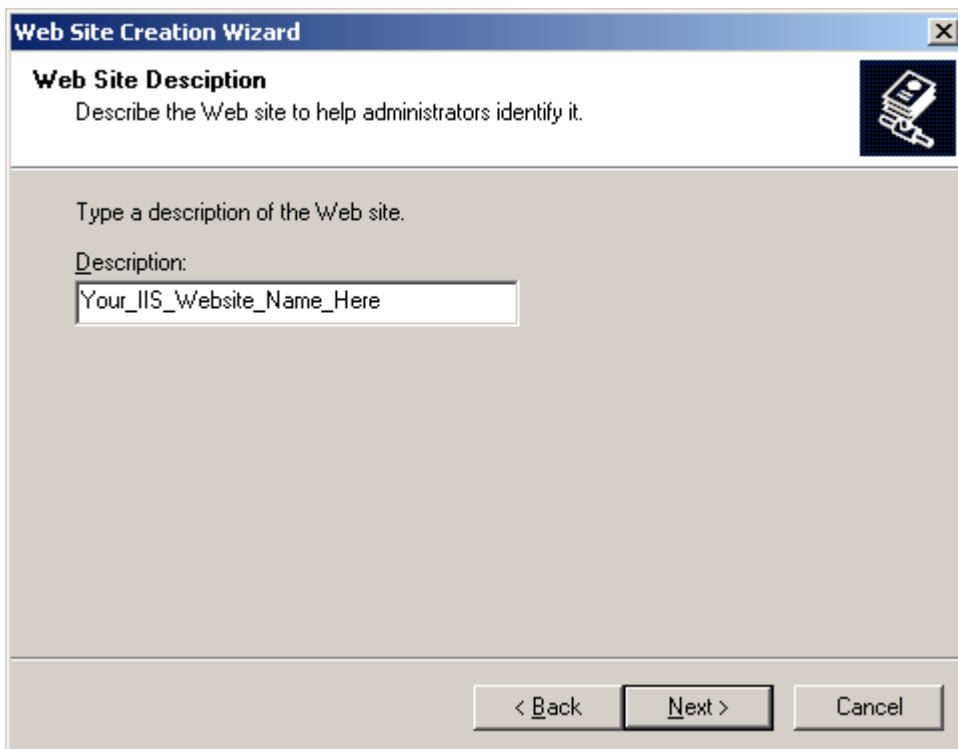 Web Site Creation Wizard
Web Site Desciption
Describe the Web site to help administrators identify it.
Type a description of the Web site.
Description:
Your_IIS_Website_Name_Here
< Back Next > Cancel